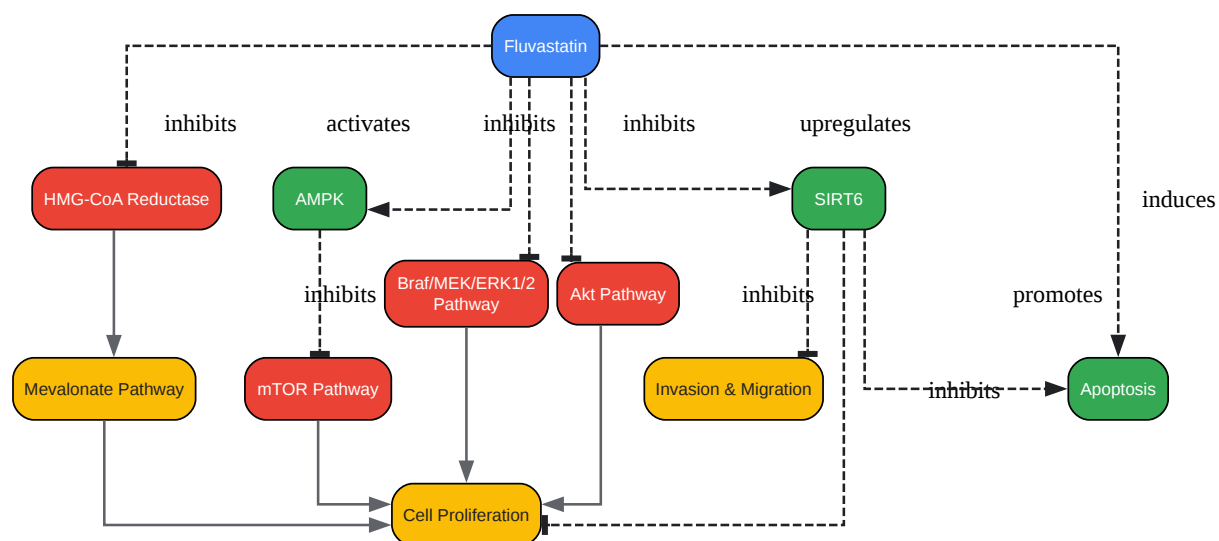 Fluvastatin
inhibits
activates
inhibits
inhibits
upregulates
HMG-CoA Reductase
AMPK
SIRT6
induces
Braf/MEK/ERK1/2
Pathway
Akt Pathway
inhibits
inhibits
promotes
Mevalonate Pathway
mTOR Pathway
Invasion & Migration
inhibits
Apoptosis
Cell Proliferation